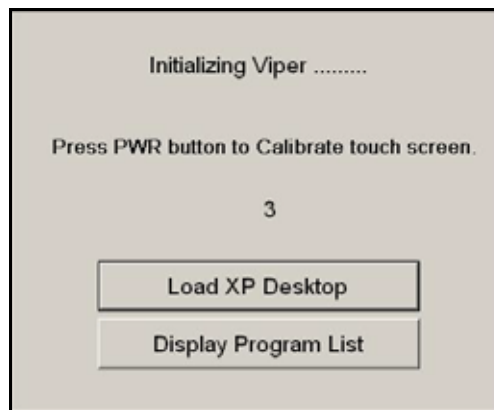 Initializing Viper .........
Press PWR button to Calibrate touch screen.
3
Load XP Desktop
Display Program List